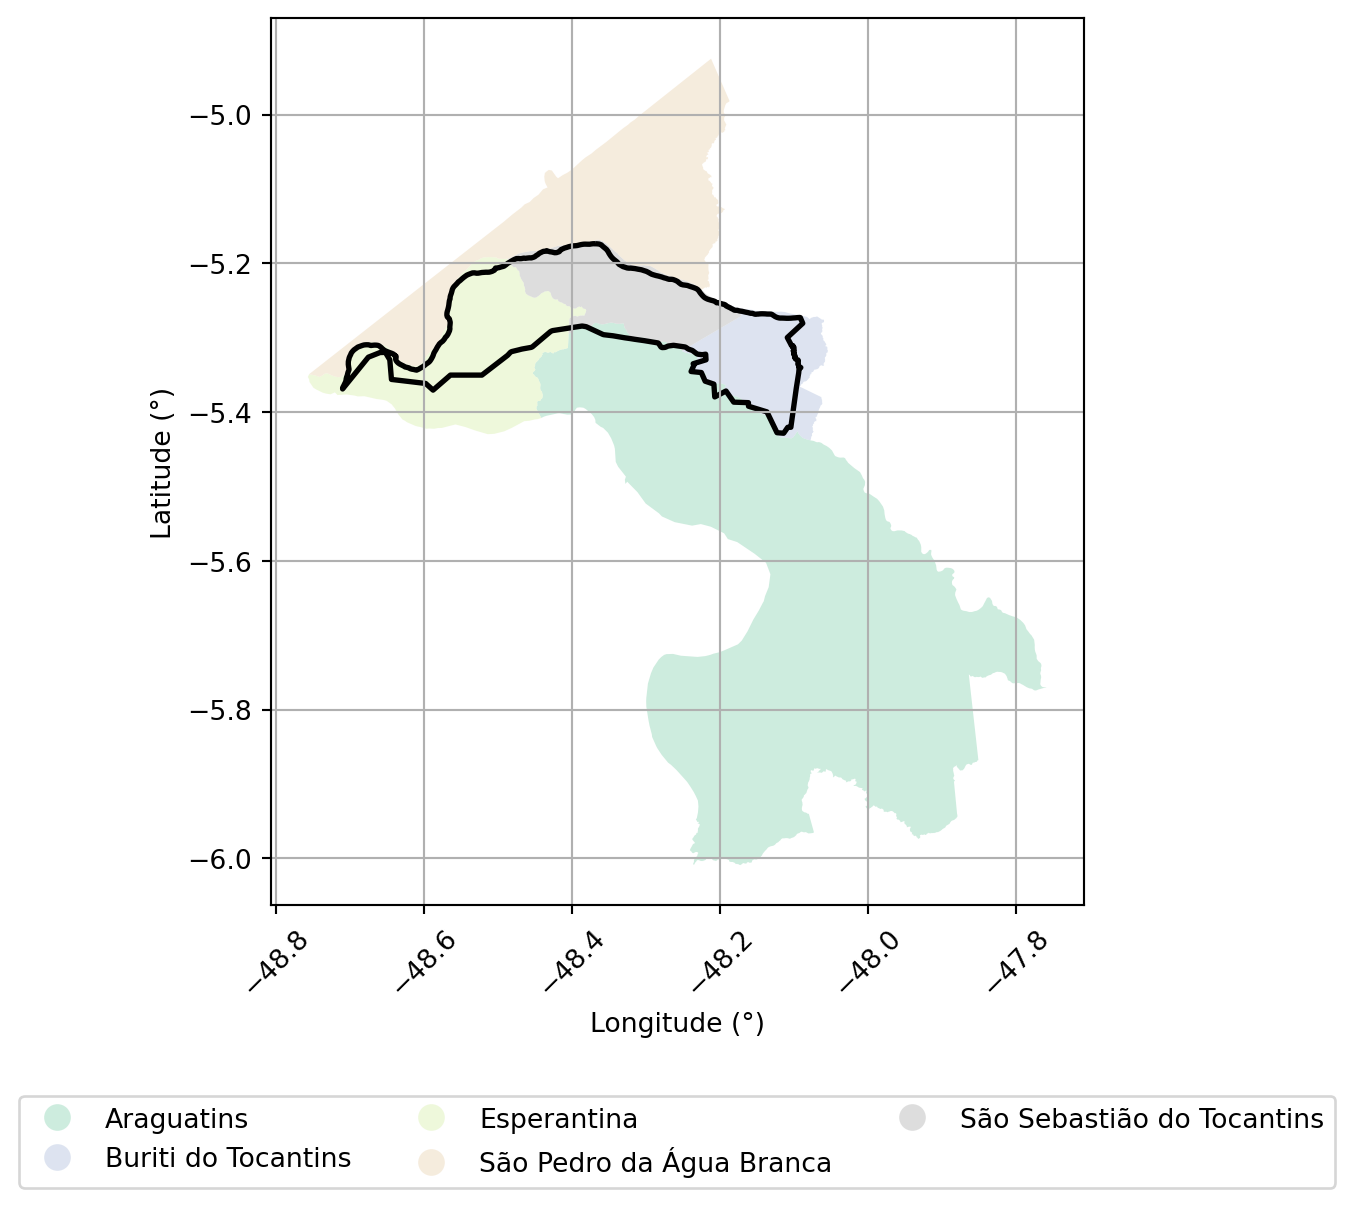 −5.0
−5.2
−5.4
−5.6
−5.8
−6.0
Latitude (°)
−48.8
−48.6
−48.4
−48.2
−48.0
−47.8
Longitude (°)
Araguatins
Buriti do Tocantins
Esperantina
São Pedro da Água Branca
São Sebastião do Tocantins